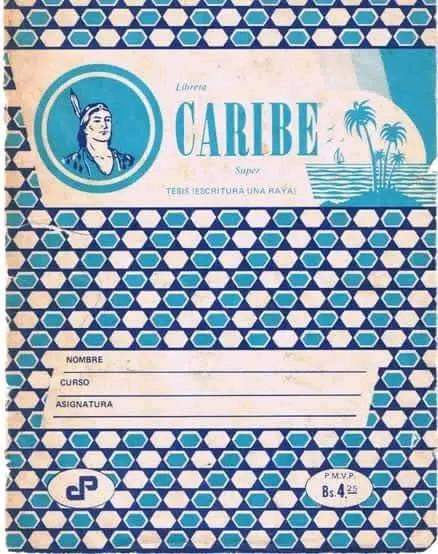 Libreta
CARIBE
Super
TESIS (ESCRITURA UNA RAYA)
NOMBRE
CURSO
ASIGNATURA
P.M.V.P.
Bs. 4,25